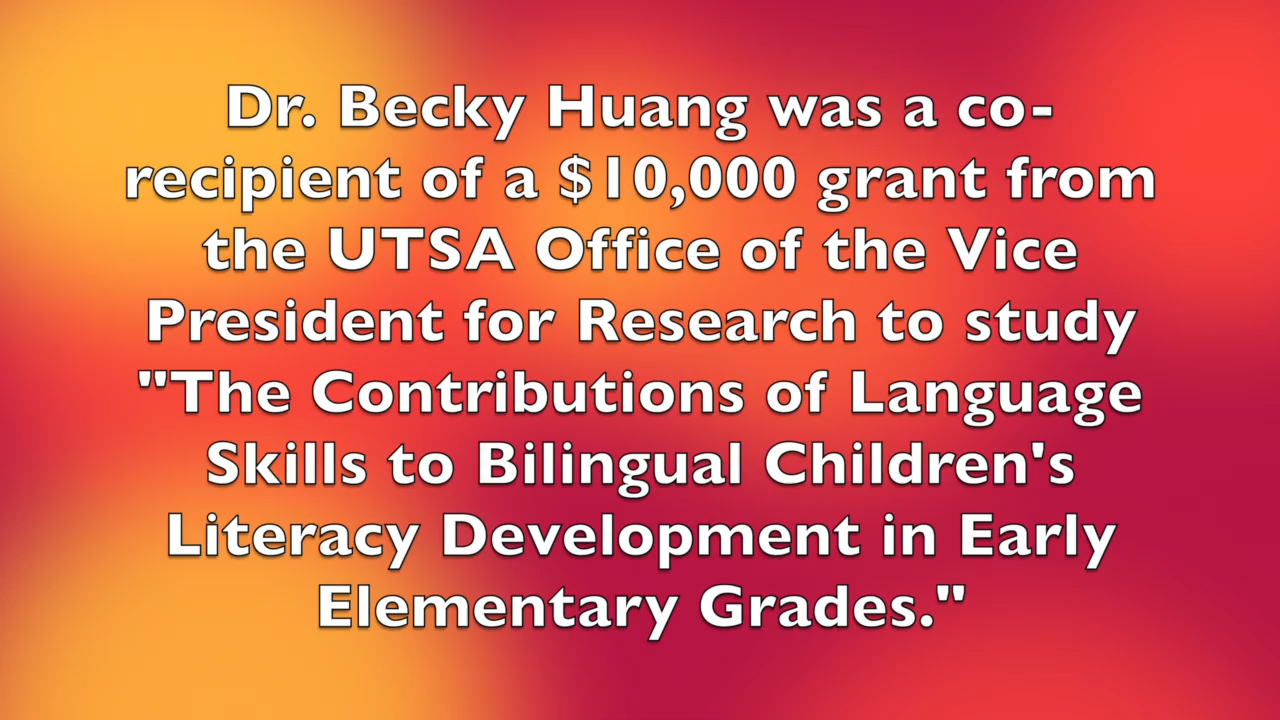 Dr. Becky Huang was a co-
recipient of a $10,000 grant from
the UTSA Office of the Vice
President for Research to study
"The Contributions of Language
Skills to Bilingual Children's
Literacy Development in Early
Elementary Grades."